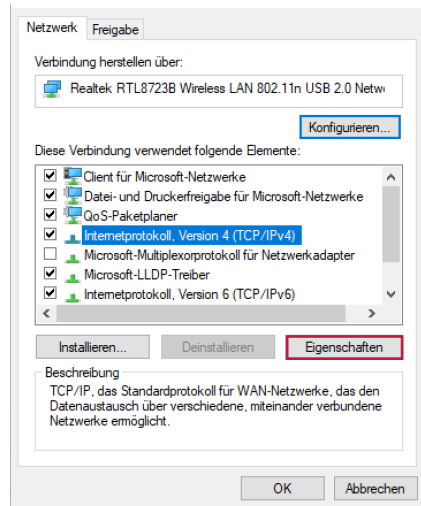 Netzwerk Freigabe
Verbindung herstellen über:
Realtek RTL8723B Wireless LAN 802.11n USB 2.0 Netw
Konfigurieren...
Diese Verbindung verwendet folgende Elemente:
Client für Microsoft-Netzwerke
Datei- und Druckerfreigabe für Microsoft-Netzwerke
QoS-Paketplaner
Internetprotokoll, Version 4 (TCP/IPv4)
Microsoft-Multiplexorprotokoll für Netzwerkadapter
Microsoft-LLDP-Treiber
Internetprotokoll, Version 6 (TCP/IPv6)
Installieren... Deinstallieren Eigenschaften
Beschreibung
TCP/IP, das Standardprotokoll für WAN-Netzwerke, das den
Datenaustausch über verschiedene, miteinander verbundene
Netzwerke ermöglicht.
OK Abbrechen